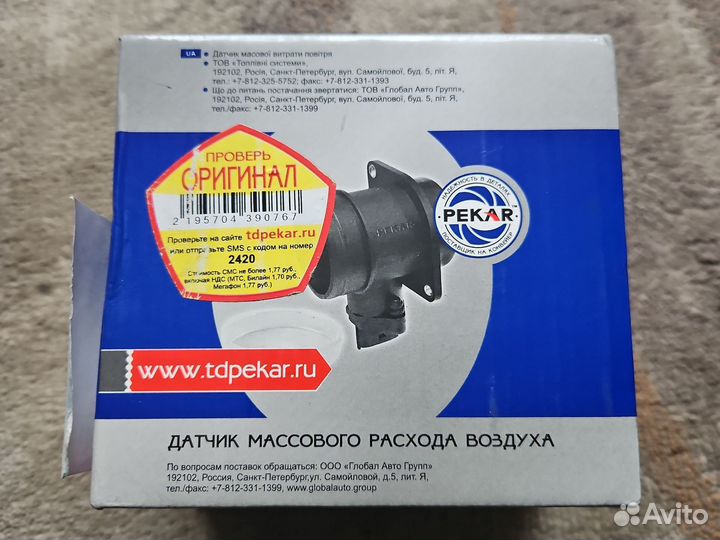 UA
• Датчик масової витрати повітря
• ТОВ «Топлівні системи»,
192102, Росія, Санкт-Петербург, вул. Самойлової, буд. 5, літ. Я,
тел.: +7-812-325-5752; факс: +7-812-331-1393
• Що до питань постачання звертатися: ТОВ «Глобал Авто Групп»,
192102, Росія, Санкт-Петербург, вул. Самойлової, буд. 5, літ. Я,
тел./факс: +7-812-331-1399
ПРОВЕРЬ
ОРИГИНАЛ
2 195704 390767
Проверьте на сайте tdpekar.ru
или отправьте SMS с кодом на номер
2420
Стоимость СМС не более 1,77 руб.,
включая НДС (МТС, Билайн 1,70 руб.,
Мегафон 1,77 руб.)
PEKAR
НАДЕЖНОСТЬ В ДЕТАЛЯХ
PEKAR®
ПОСТАВЩИК НА КОНВЕЙЕР
www.tdpekar.ru
ДАТЧИК МАССОВОГО РАСХОДА ВОЗДУХА
По вопросам поставок обращаться: ООО «Глобал Авто Групп»
192102, Россия, Санкт-Петербург,ул. Самойловой, д.5, лит. Я,
тел./факс: +7-812-331-1399, www.globalauto.group
Avito